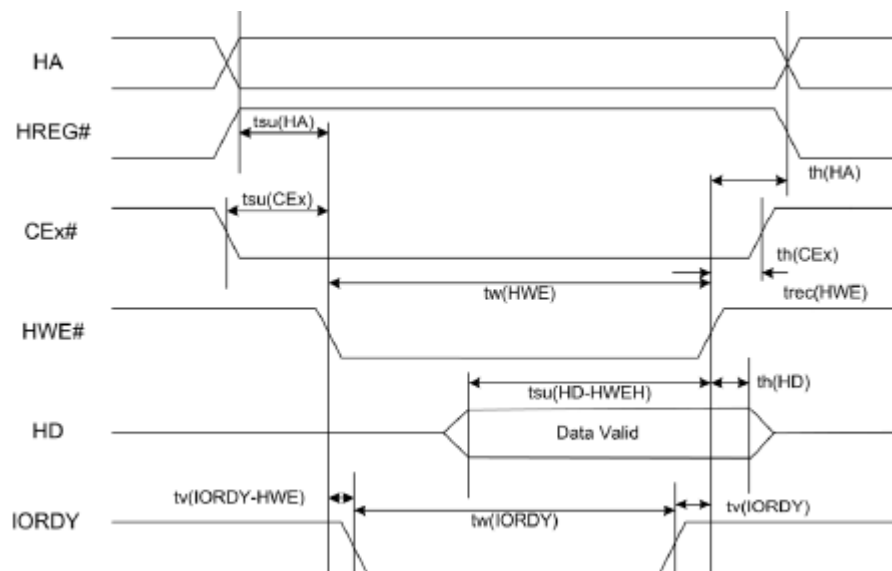 HA
HREG#
tsu(HA)
th(HA)
tsu(CEx)
CEx#
th(CEx)
tw(HWE)
trec(HWE)
HWE#
tsu(HD-HWEH)
th(HD)
HD
Data Valid
tv(IORDY-HWE)
tw(IORDY)
tv(IORDY)
IORDY